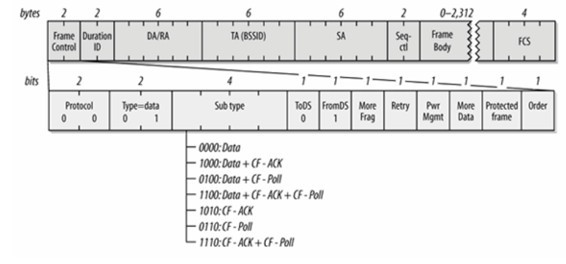 bytes 2 2 6 6 6 2 0–2,312 4
Frame Control Duration ID DA/RA TA (BSSID) SA Seq-ctl Frame Body FCS
bits 2 2 4 1 1 1 1 1 1 1 1
Protocol Type=data Sub type ToDS FromDS More Frag Retry Pwr Mgmt More Data Protected frame Order
0 0 0 1 0 1
0000: Data
1000: Data + CF - ACK
0100: Data + CF - Poll
1100: Data + CF - ACK + CF - Poll
1010: CF - ACK
0110: CF - Poll
1110: CF - ACK + CF - Poll